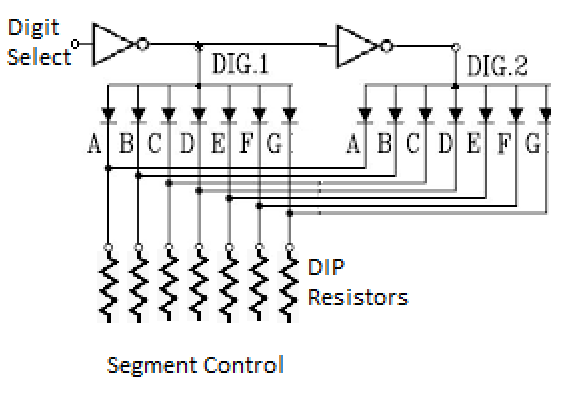 Digit
Select
DIG.1
DIG.2
A B C D E F G
A B C D E F G
DIP
Resistors
Segment Control